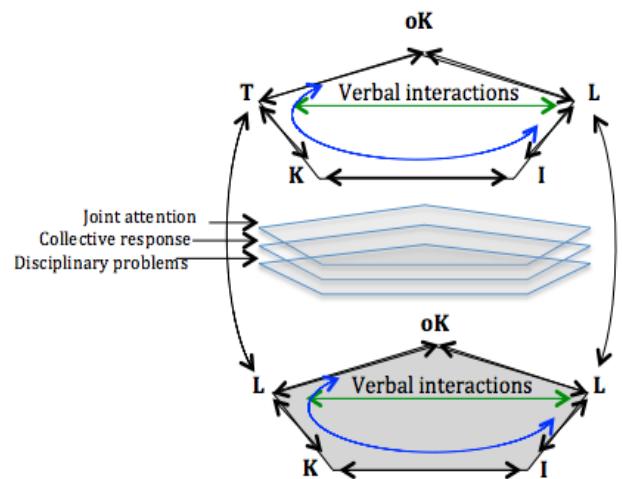 oK
T Verbal interactions L
K I
Joint attention
Collective response
Disciplinary problems
oK
L Verbal interactions L
K I